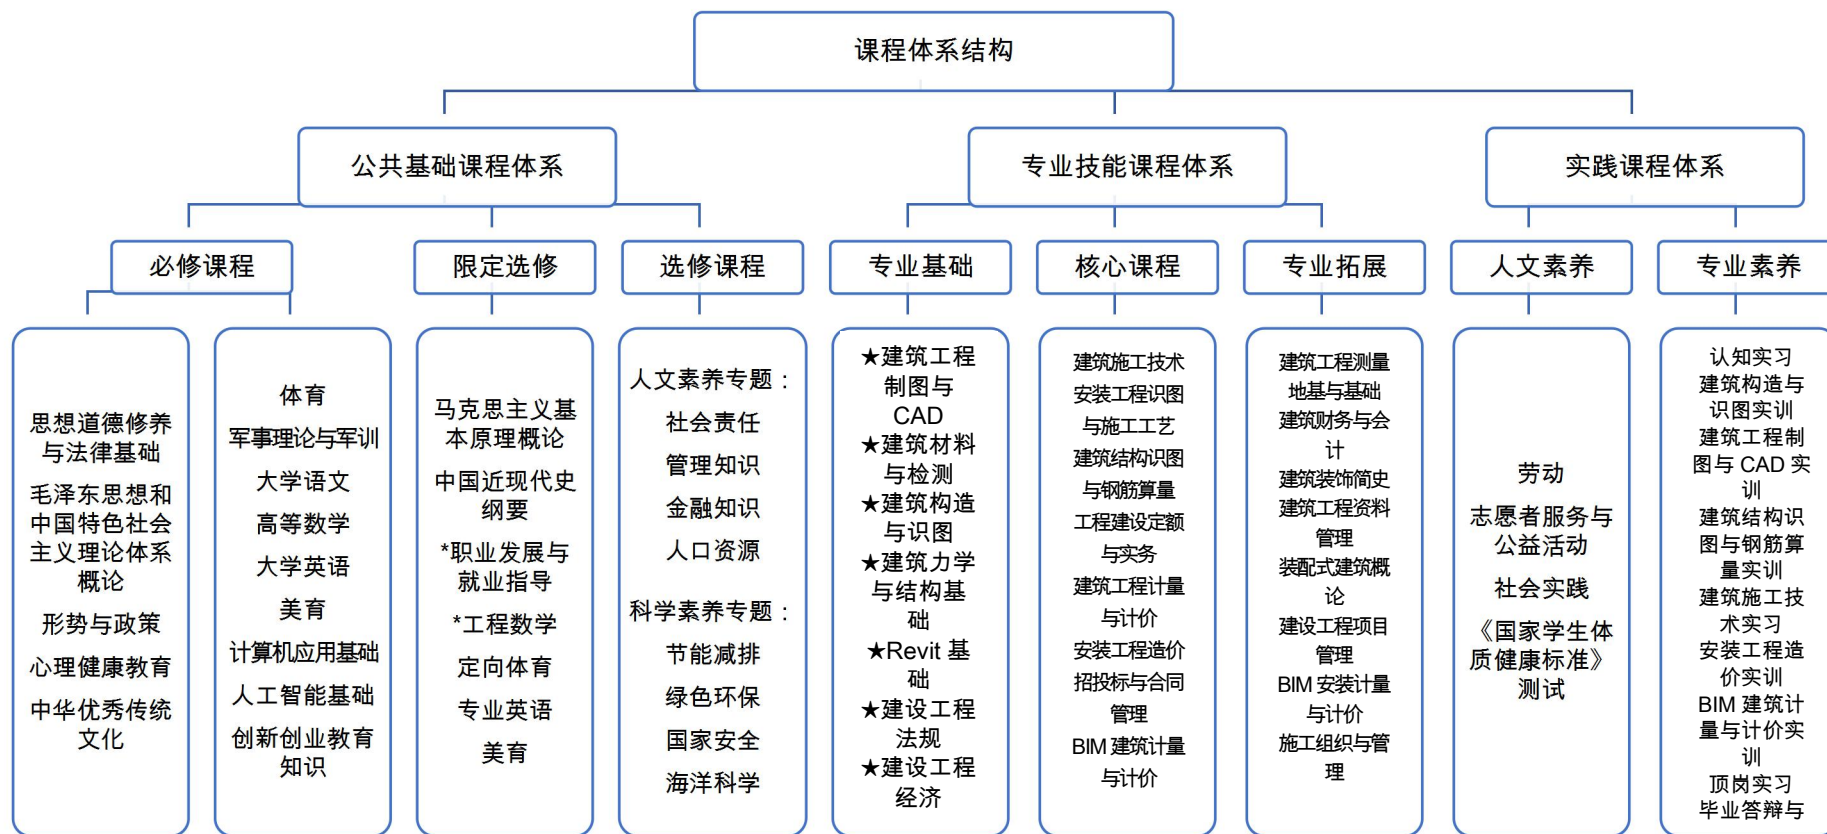 课程体系结构
公共基础课程体系
专业技能课程体系
实践课程体系
必修课程
限定选修
选修课程
专业基础
核心课程
专业拓展
人文素养
专业素养
思想道德修养
与法律基础
毛泽东思想和
中国特色社会
主义理论体系
概论
形势与政策
心理健康教育
中华优秀传统
文化
体育
军事理论与军训
大学语文
高等数学
大学英语
美育
计算机应用基础
人工智能基础
创新创业教育
知识
马克思主义基
本原理概论
中国近现代史
纲要
*职业发展与
就业指导
*工程数学
定向体育
专业英语
美育
人文素养专题：
社会责任
管理知识
金融知识
人口资源
科学素养专题：
节能减排
绿色环保
国家安全
海洋科学
★建筑工程
制图与
CAD
★建筑材料
与检测
★建筑构造
与识图
★建筑力学
与结构基
础
★Revit 基
础
★建设工程
法规
★建设工程
经济
建筑施工技术
安装工程识图
与施工工艺
建筑结构识图
与钢筋算量
工程建设定额
与实务
建筑工程计量
与计价
安装工程造价
招投标与合同
管理
BIM 建筑计量
与计价
建筑工程测量
地基与基础
建筑财务与会
计
建筑装饰简史
建筑工程资料
管理
装配式建筑概
论
建设工程项目
管理
BIM 安装计量
与计价
施工组织与管
理
劳动
志愿者服务与
公益活动
社会实践
《国家学生体
质健康标准》
测试
认知实习
建筑构造与
识图实训
建筑工程制
图与 CAD 实
训
建筑结构识
图与钢筋算
量实训
建筑施工技
术实习
安装工程造
价实训
BIM 建筑计
量与计价实
训
顶岗实习
毕业答辩与